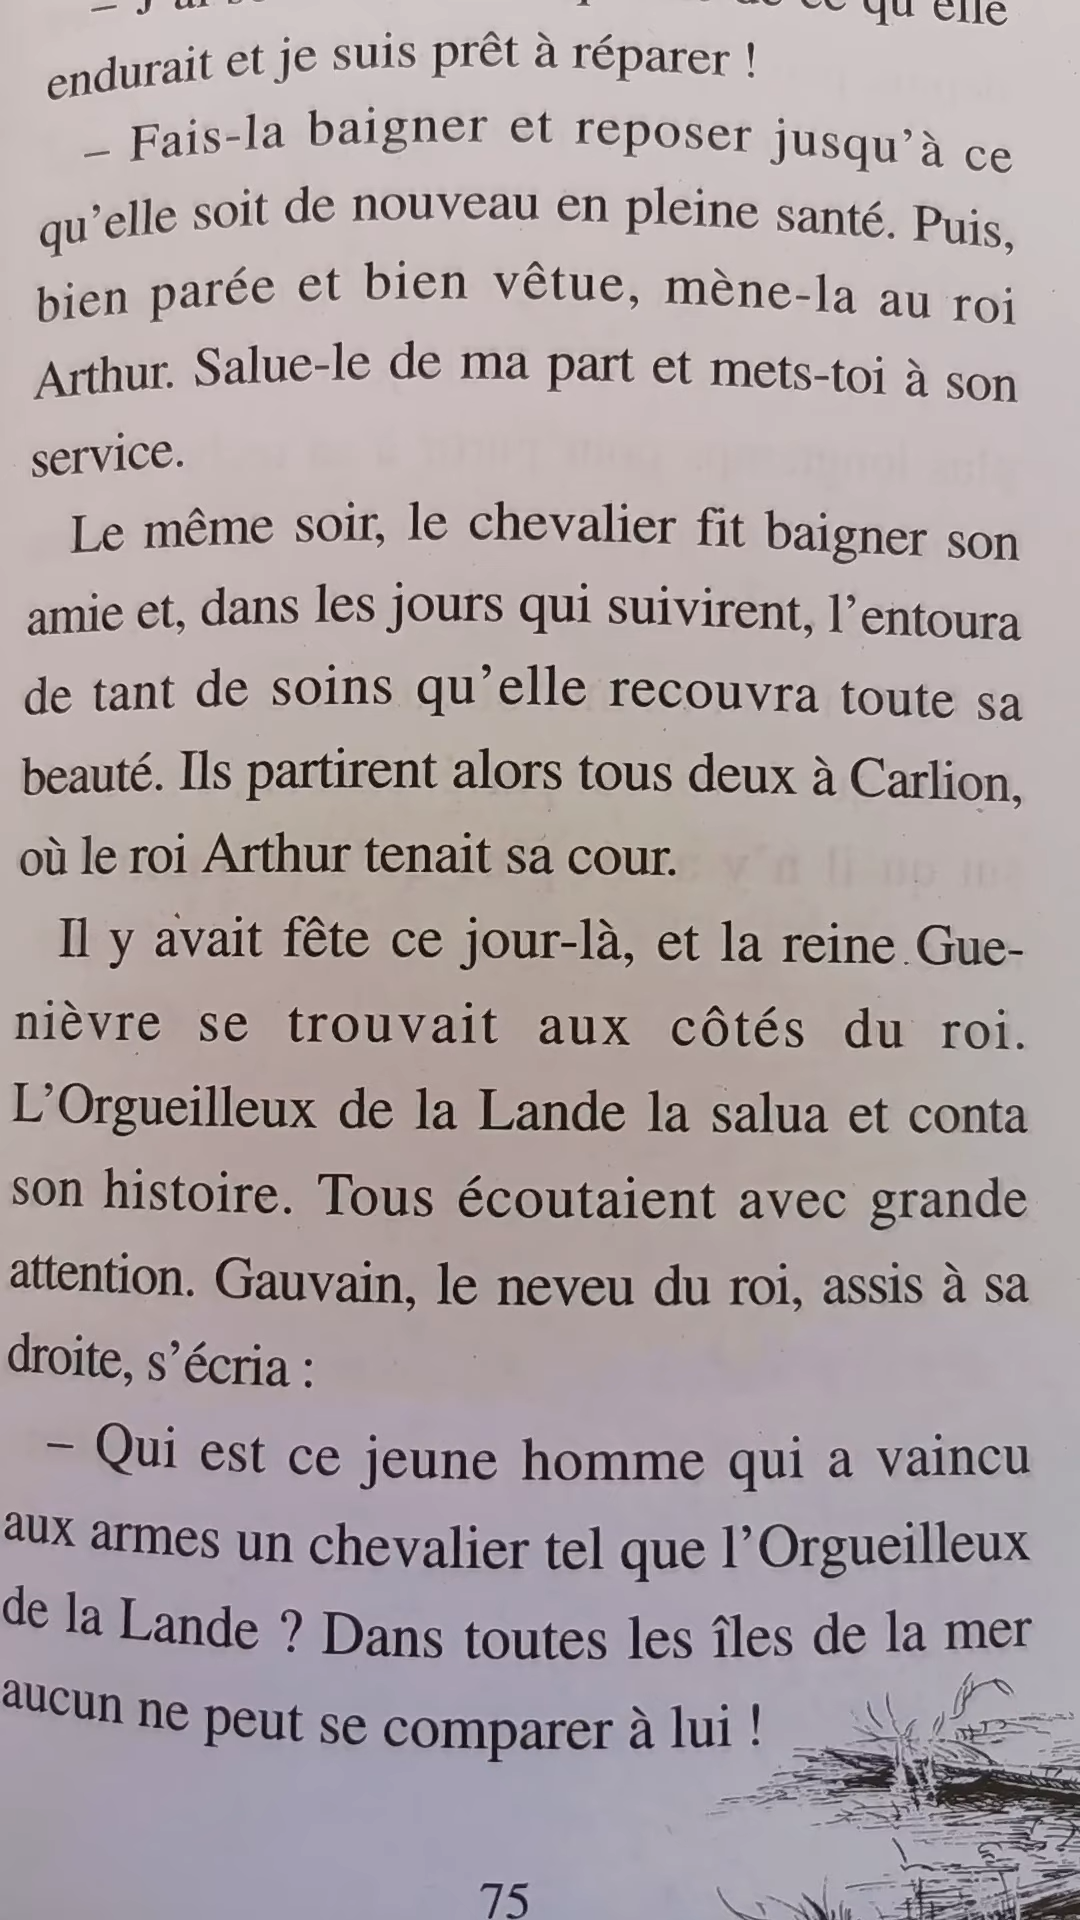 qu'elle
endurait et je suis prêt à réparer !
– Fais-la baigner et reposer jusqu'à ce
qu'elle soit de nouveau en pleine santé. Puis,
bien parée et bien vêtue, mène-la au roi
Arthur. Salue-le de ma part et mets-toi à son
service.
Le même soir, le chevalier fit baigner son
amie et, dans les jours qui suivirent, l'entoura
de tant de soins qu'elle recouvra toute sa
beauté. Ils partirent alors tous deux à Carlion,
où le roi Arthur tenait sa cour.
Il y avait fête ce jour-là, et la reine Gue-
nièvre se trouvait aux côtés du roi.
L'Orgueilleux de la Lande la salua et conta
son histoire. Tous écoutaient avec grande
attention. Gauvain, le neveu du roi, assis à sa
droite, s'écria :
– Qui est ce jeune homme qui a vaincu
aux armes un chevalier tel que l'Orgueilleux
de la Lande ? Dans toutes les îles de la mer
aucun ne peut se comparer à lui !
75